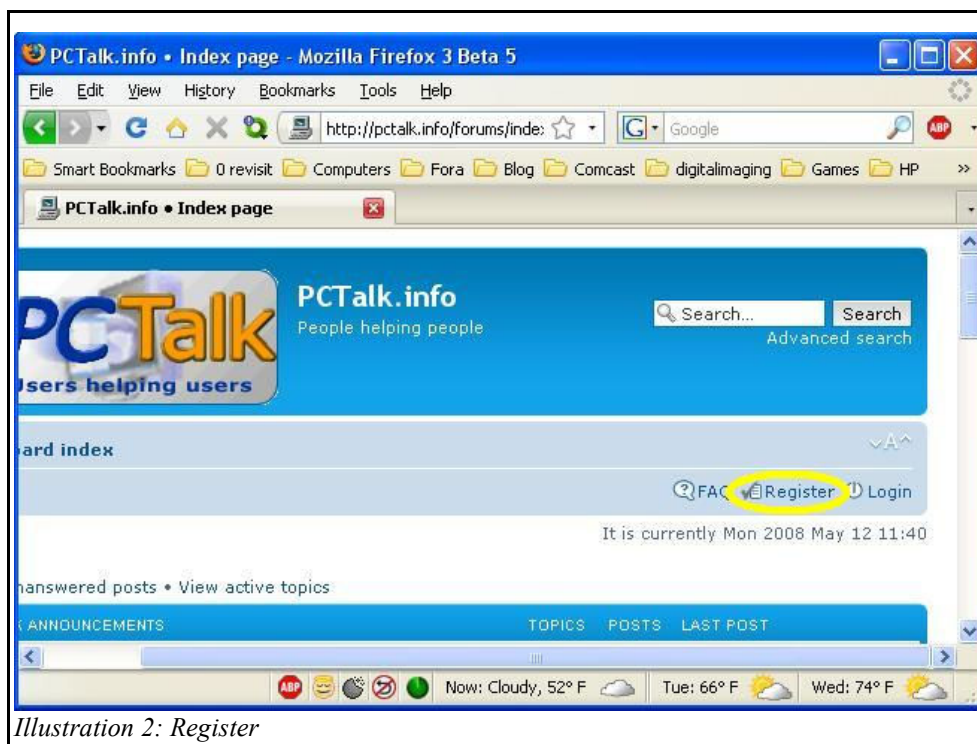 PCTalk.info • Index page - Mozilla Firefox 3 Beta 5
File Edit View History Bookmarks Tools Help
http://pctalk.info/forums/inde: G Google ABP
Smart Bookmarks 0 revisit Computers Fora Blog Comcast digitalimaging Games HP »
PCTalk.info • Index page
PCTalk
Users helping users
PCTalk.info
People helping people
Search... Search
Advanced search
ard index
A
FAQ Register Login
It is currently Mon 2008 May 12 11:40
nanswered posts • View active topics
ANNOUNCEMENTS TOPICS POSTS LAST POST
ABP Now: Cloudy, 52° F Tue: 66° F Wed: 74° F
Illustration 2: Register